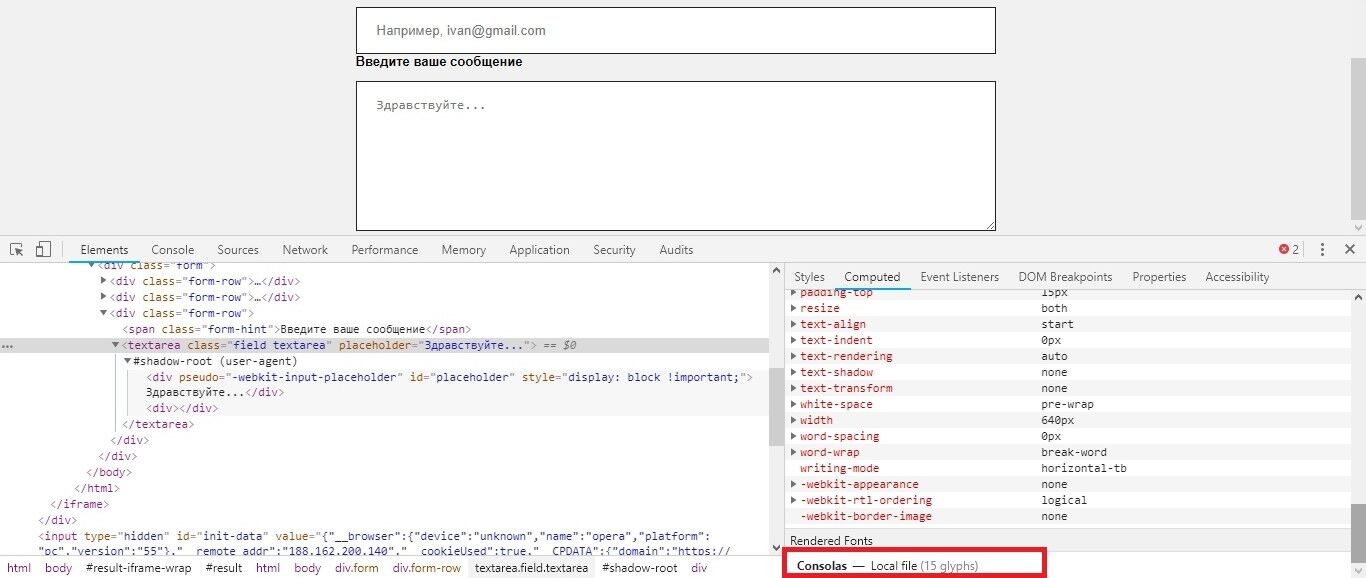 Например, ivan@gmail.com
Введите ваше сообщение
Здравствуйте...
Elements Console Sources Network Performance Memory Application Security Audits 2
<div class="form">
<div class="form-row">…</div>
<div class="form-row">…</div>
<div class="form-row">
<span class="form-hint">Введите ваше сообщение</span>
... <textarea class="field textarea" placeholder="Здравствуйте..."> == $0
#shadow-root (user-agent)
<div pseudo="-webkit-input-placeholder" id="placeholder" style="display: block !important;">
Здравствуйте...</div>
<div></div>
</textarea>
</div>
</div>
</body>
</html>
</iframe>
</div>
<input type="hidden" id="init-data" value="{"__browser":{"device":"unknown","name":"opera","platform":
"pc","version":"55"},"__remote_addr":"188.162.200.140","__cookieUsed":true,"__CPDATA":{"domain":"https://
html body #result-iframe-wrap #result html body div.form div.form-row textarea.field.textarea #shadow-root div
Styles Computed Event Listeners DOM Breakpoints Properties Accessibility
padding-top 15px
resize both
text-align start
text-indent 0px
text-rendering auto
text-shadow none
text-transform none
white-space pre-wrap
width 640px
word-spacing 0px
word-wrap break-word
writing-mode horizontal-tb
-webkit-appearance none
-webkit-rtl-ordering logical
-webkit-border-image none
Rendered Fonts
Consolas — Local file (15 glyphs)